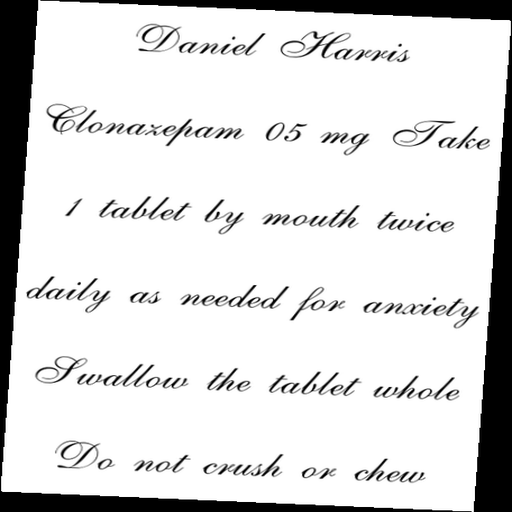 Daniel Harris
Clonazepam 05 mg Take
1 tablet by mouth twice
daily as needed for anxiety
Swallow the tablet whole
Do not crush or chew